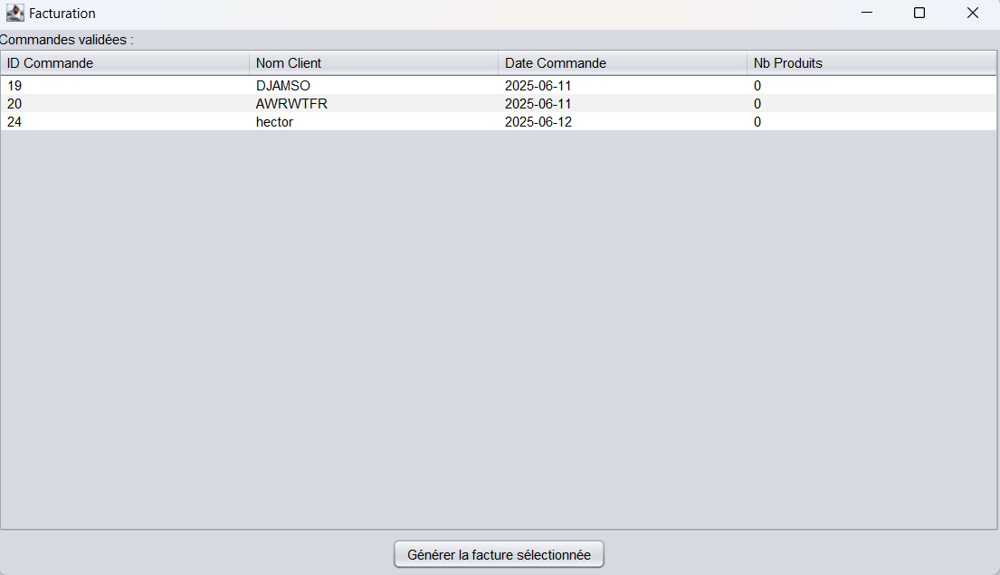 Facturation
Commandes validées :
ID Commande Nom Client Date Commande Nb Produits
19 DJAMSO 2025-06-11 0
20 AWRWTFR 2025-06-11 0
24 hector 2025-06-12 0
Générer la facture sélectionnée